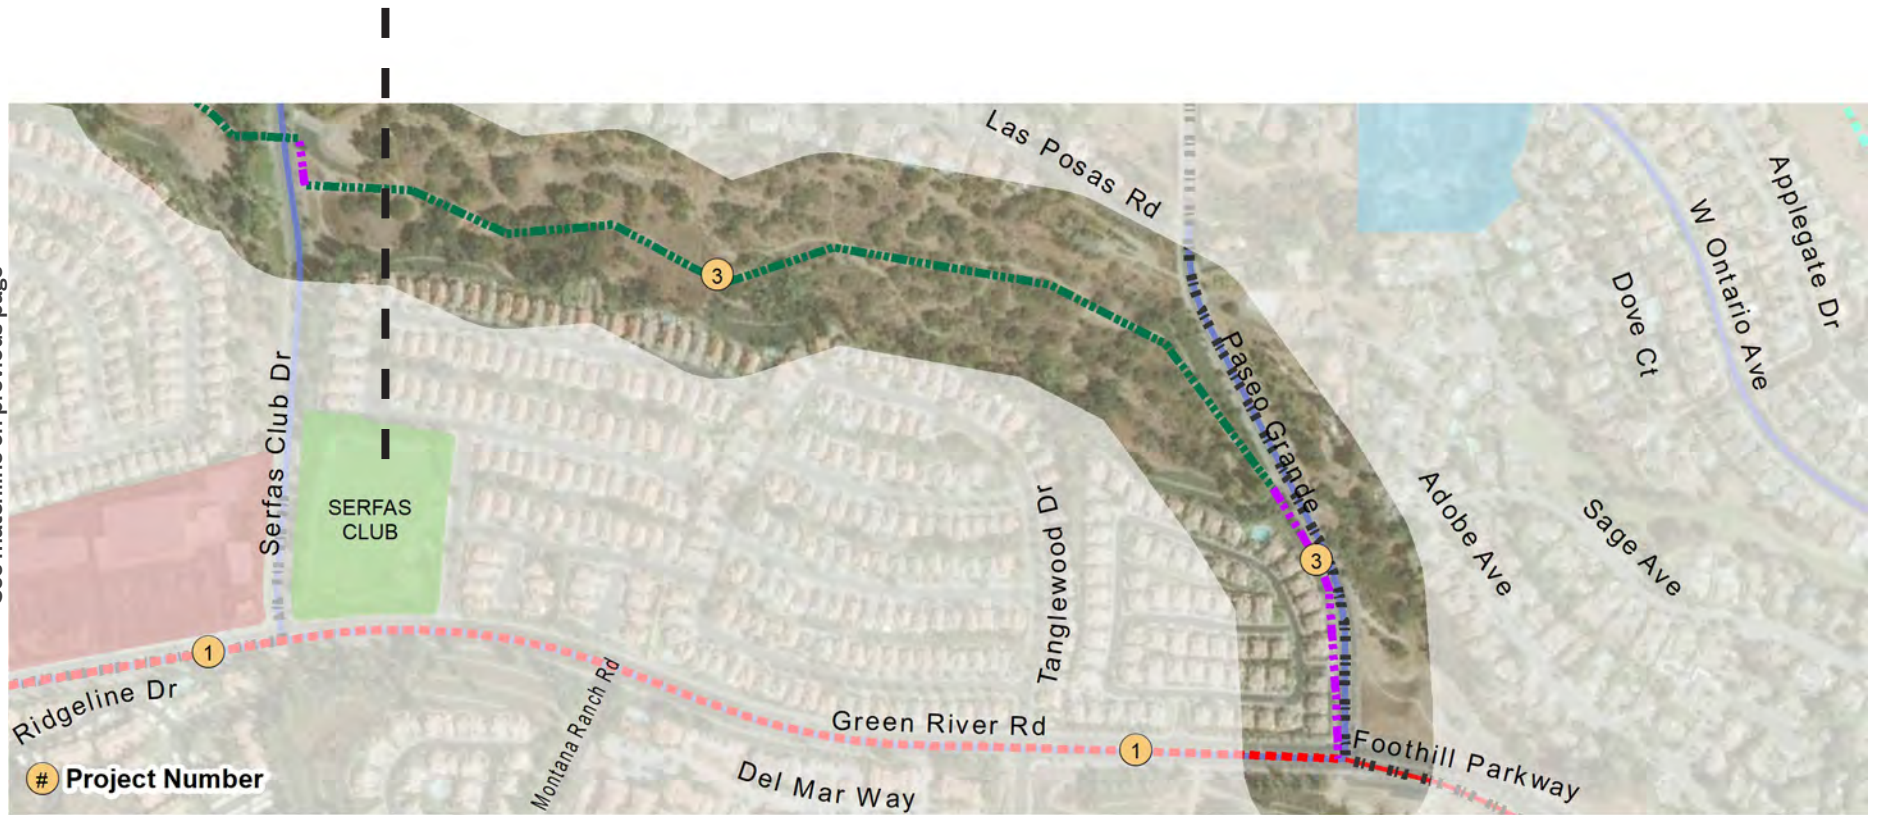 Las Posas Rd
Applegate Dr
W Ontario Ave
Dove Ct
3
Paseo Grande
Serfas Club Dr
SERFAS
CLUB
Tanglewood Dr
Adobe Ave
Sage Ave
3
1
Ridgeline Dr
Montana Ranch Rd
Green River Rd
1
Foothill Parkway
Del Mar Way
# Project Number